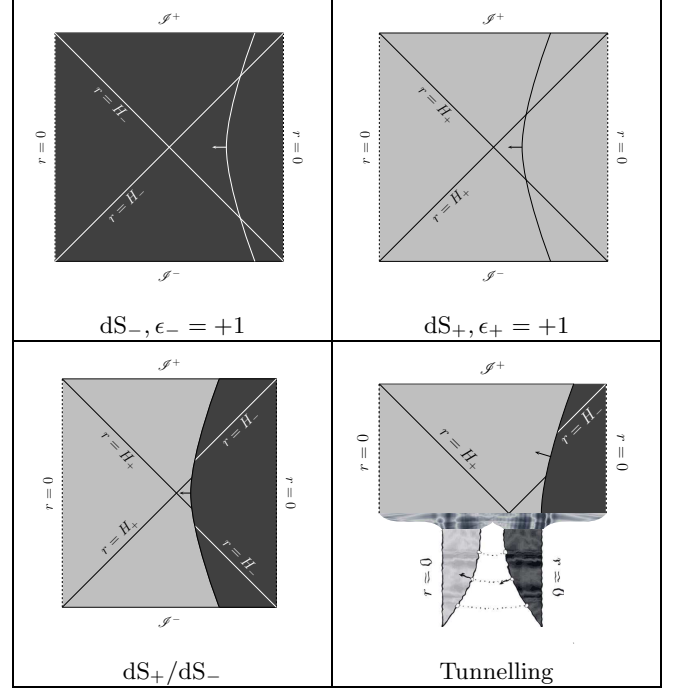 𝓘⁺
𝓘⁺
r = 0
r = H₋
r = H₋
r = 0
r = 0
r = H₊
r = H₊
r = 0
𝓘⁻
𝓘⁻
dS₋, ϵ₋ = +1
dS₊, ϵ₊ = +1
𝓘⁺
r = 0
r = H₊
r = H₊
r = H₋
r = H₋
r = 0
𝓘⁻
dS₊/dS₋
𝓘⁺
r = 0
r = H₊
r = H₋
r = 0
r ≈ 0
r ≈ 0
Tunnelling